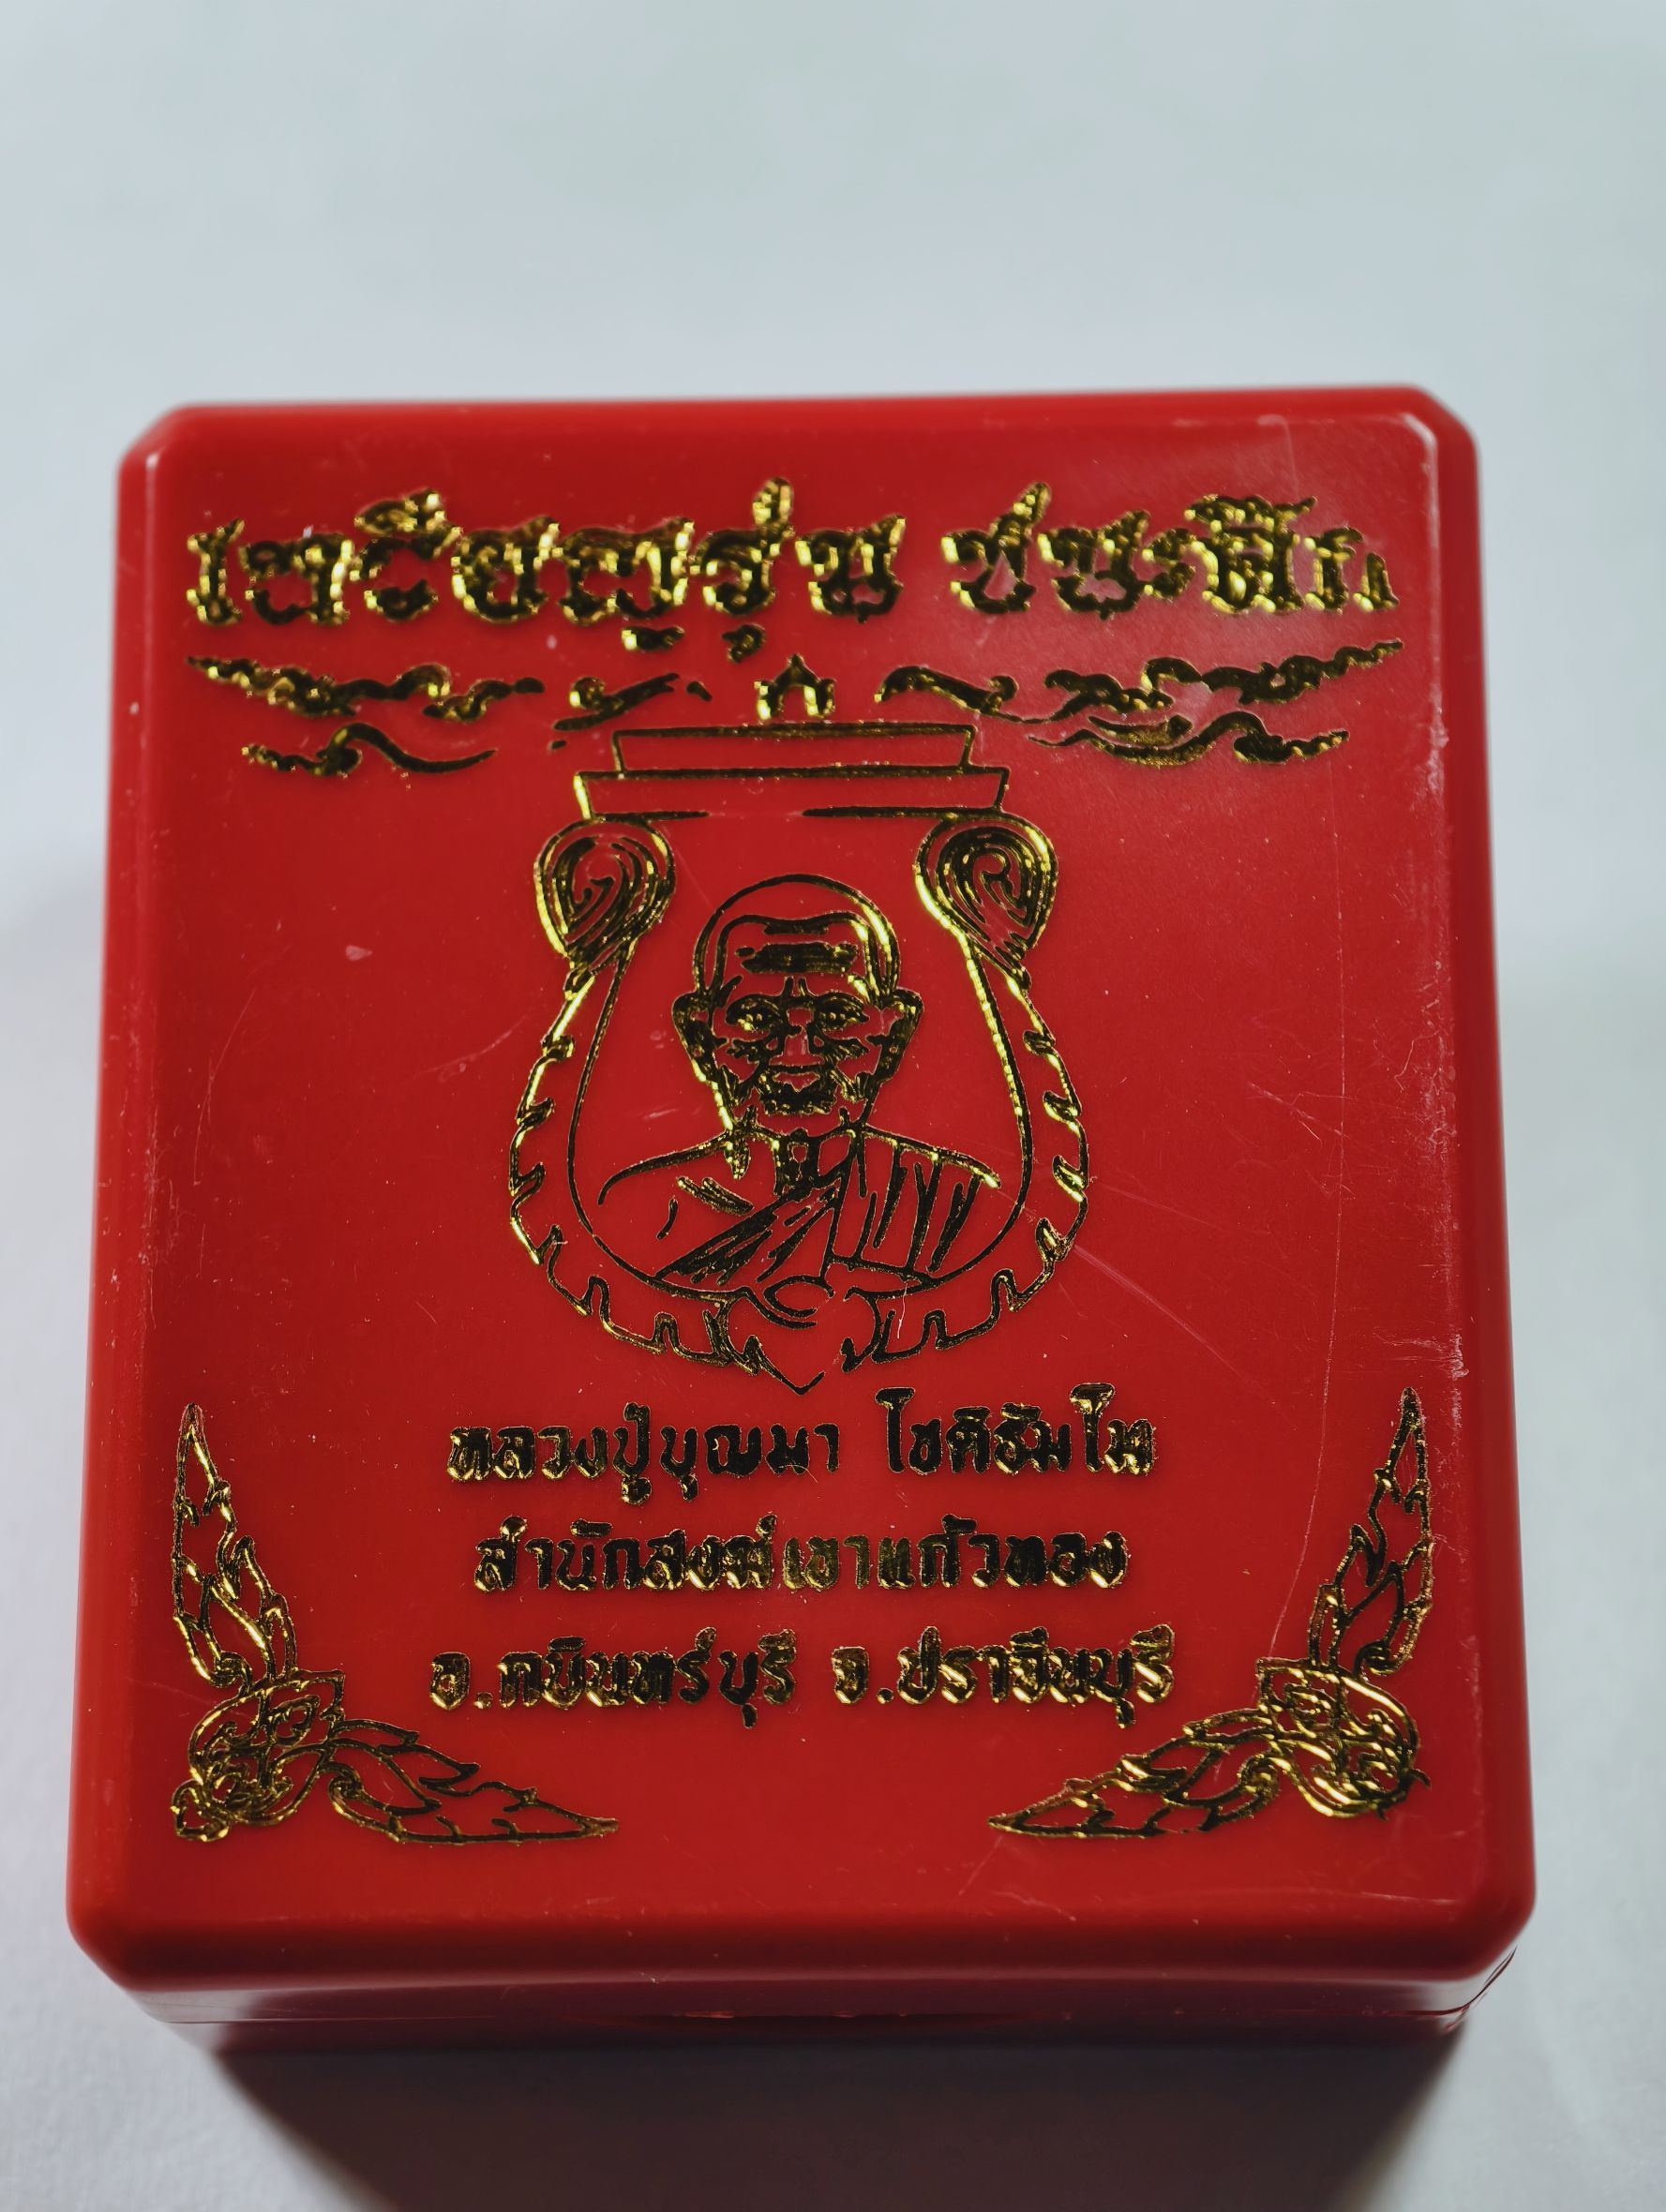 เหรียญรุ่น ชนะศึก
หลวงปู่บุญมา โชติธัมโม
สำนักสงฆ์เขาแก้วทอง
อ.กบินทร์บุรี จ.ปราจีนบุรี